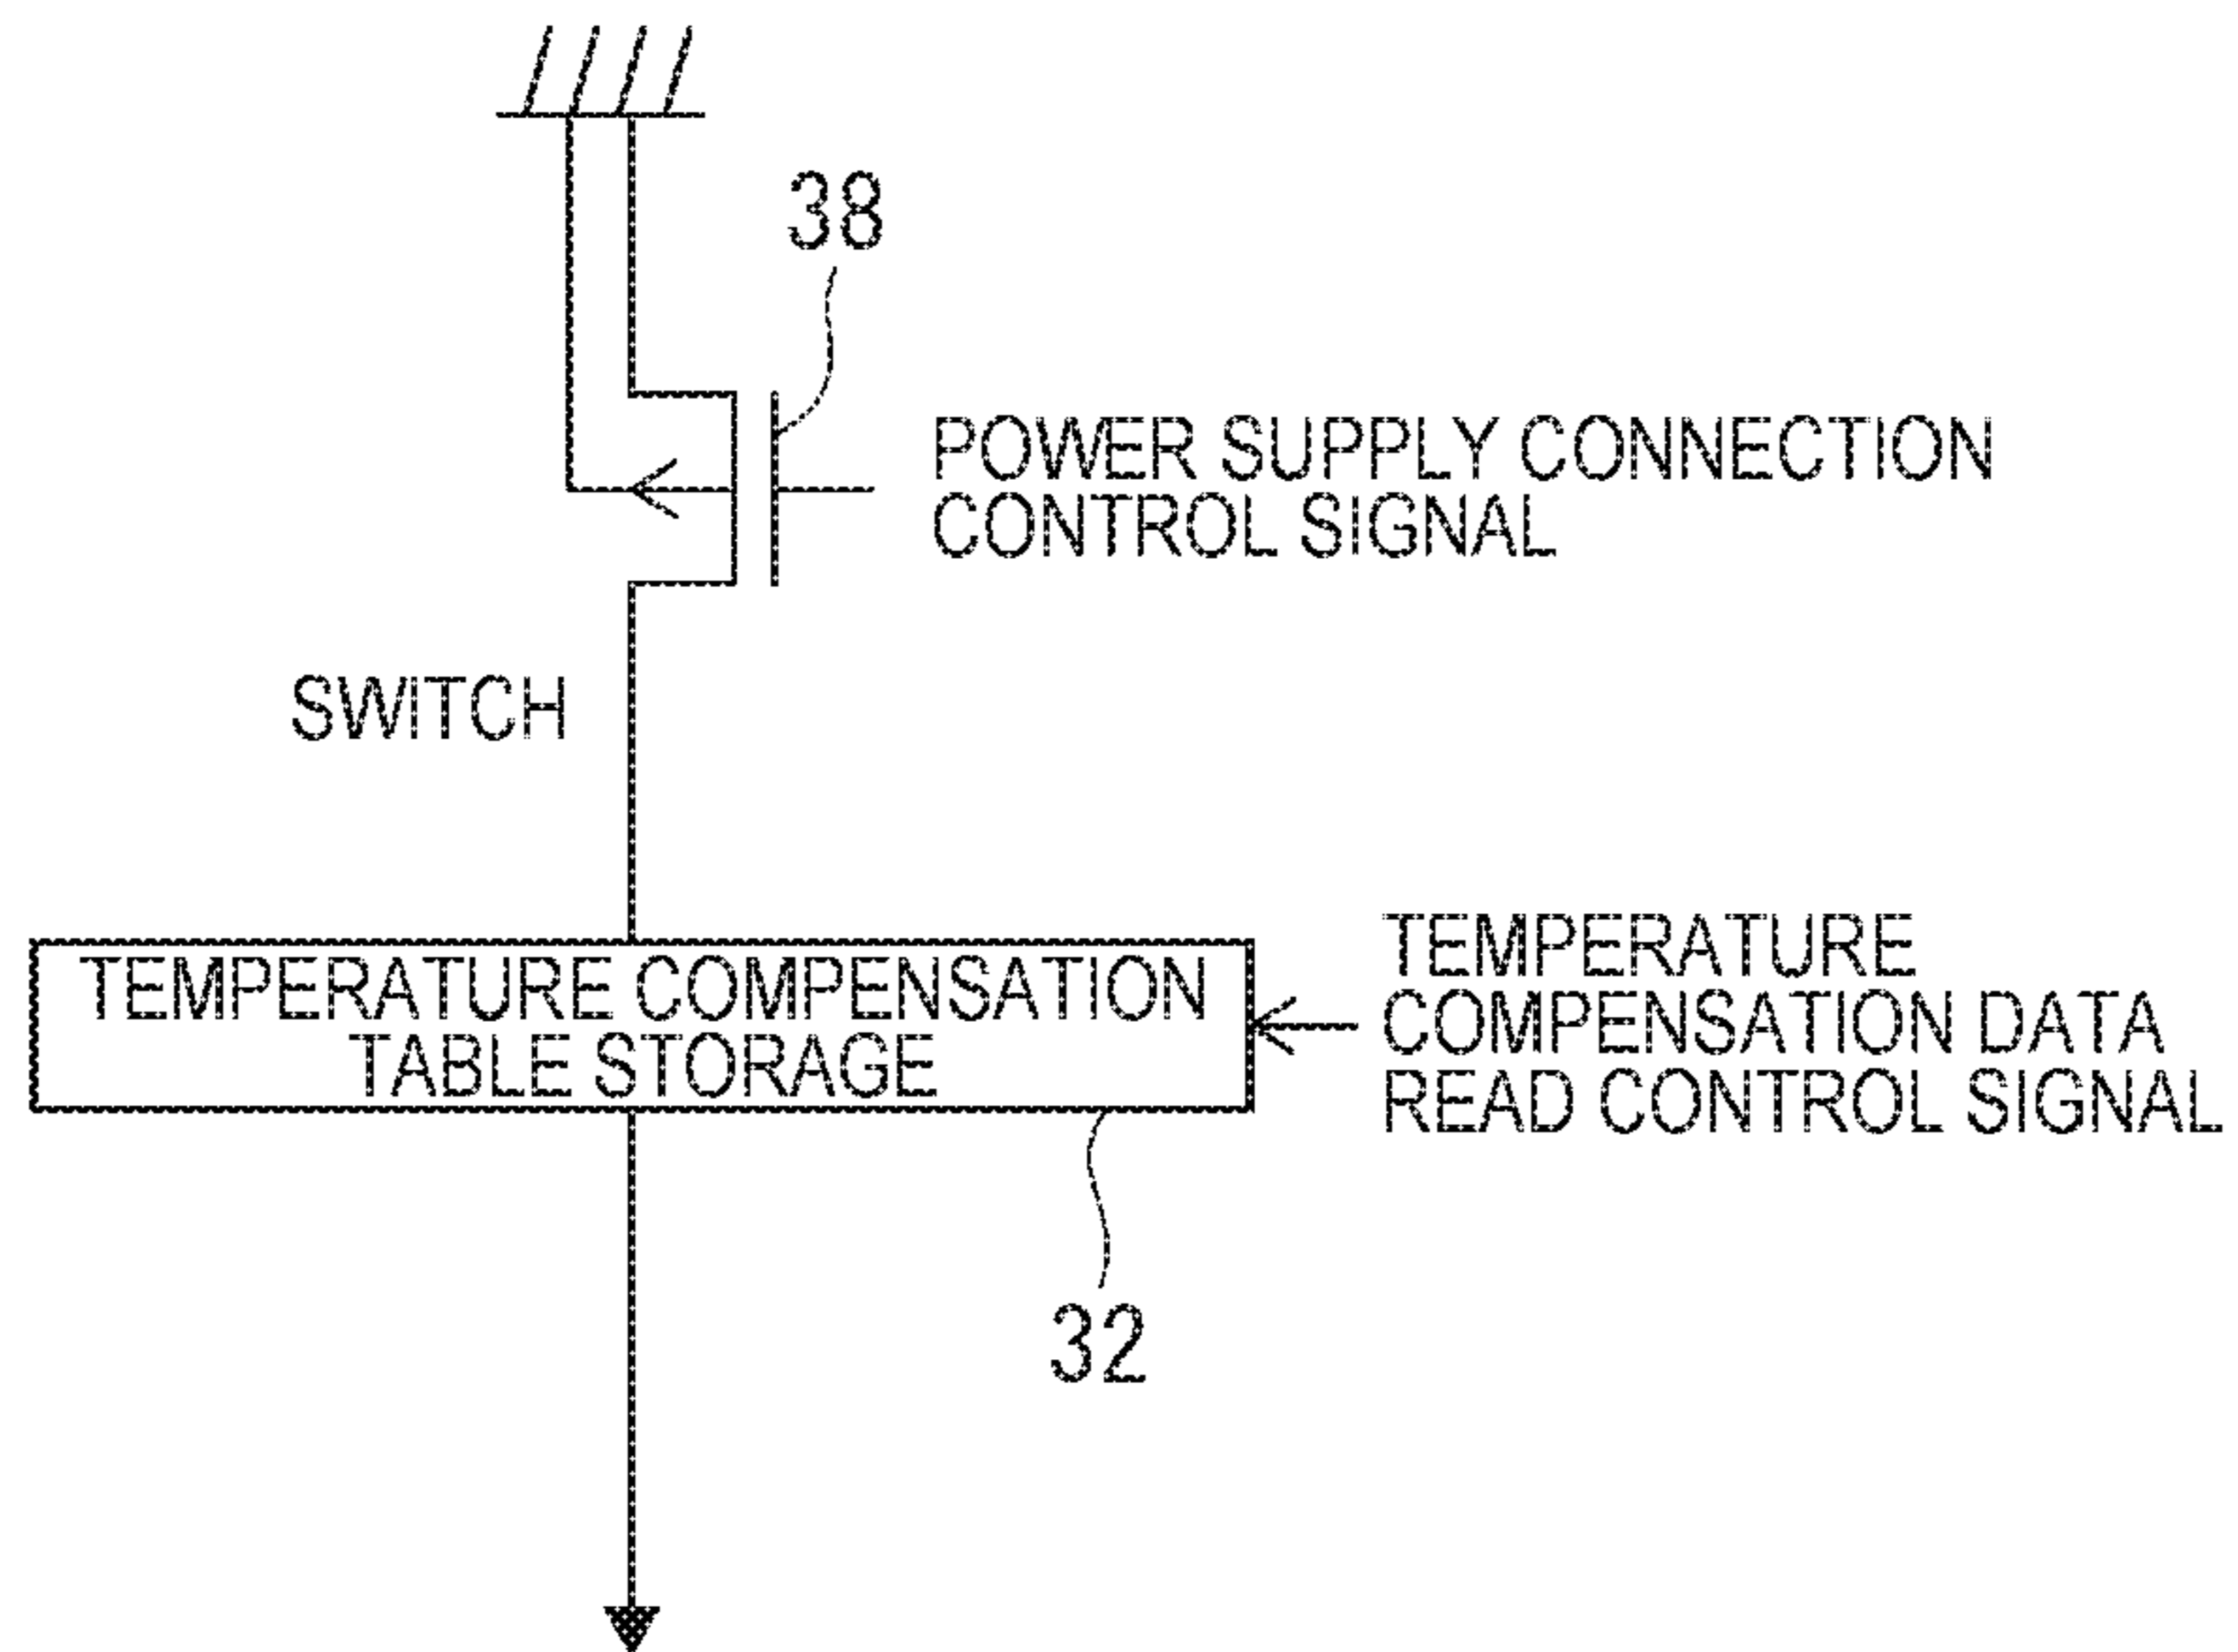 38
POWER SUPPLY CONNECTION
CONTROL SIGNAL
SWITCH
TEMPERATURE COMPENSATION
TABLE STORAGE
TEMPERATURE
COMPENSATION DATA
READ CONTROL SIGNAL
32